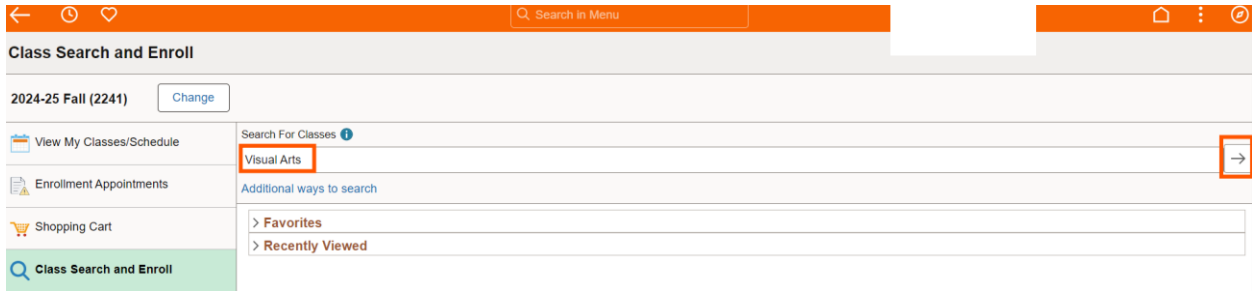 Search in Menu
Class Search and Enroll
2024-25 Fall (2241)
Change
View My Classes/Schedule
Enrollment Appointments
Shopping Cart
Class Search and Enroll
Search For Classes
Visual Arts
Additional ways to search
Favorites
Recently Viewed